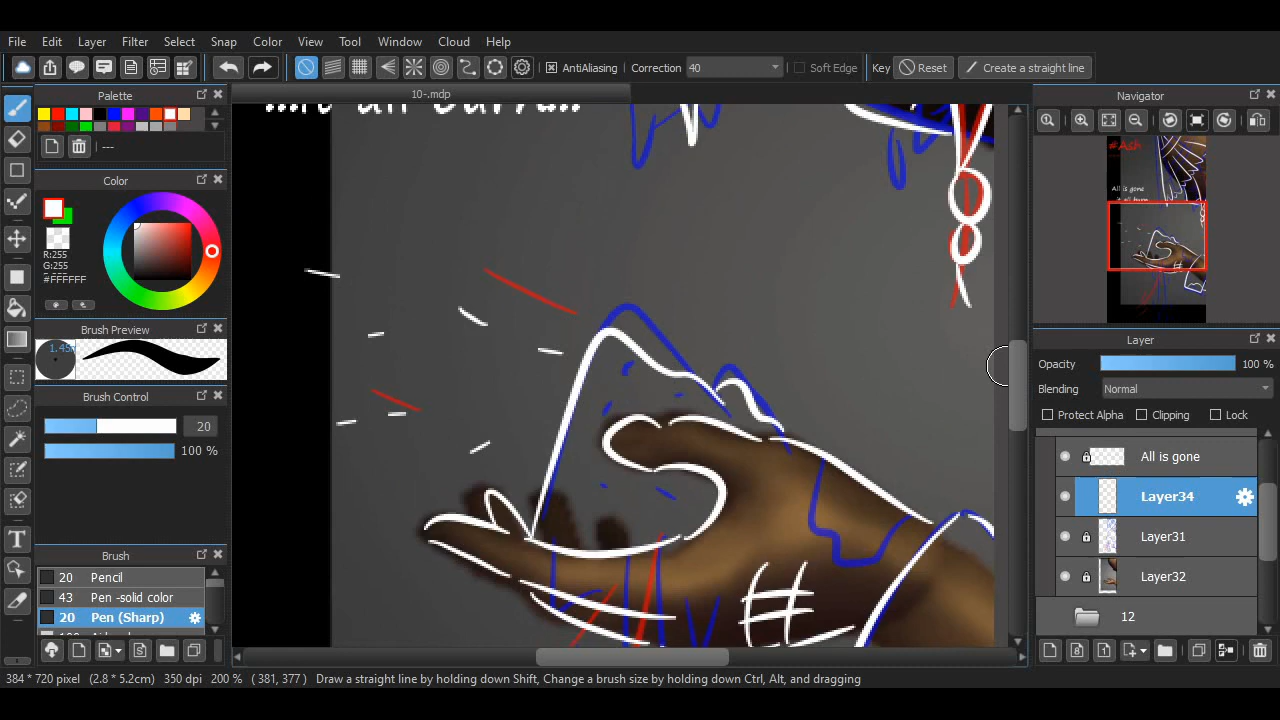 File Edit Layer Filter Select Snap Color View Tool Window Cloud Help
AntiAliasing Correction 40 Soft Edge Key Reset Create a straight line
Palette
10-.mdp
Navigator
---
#Ash
All is gone
Color
R:255
G:255
#FFFFFF
Brush Preview
Layer
Opacity 100 %
Blending Normal
Brush Control
Protect Alpha Clipping Lock
20
100 %
All is gone
Layer34
Layer31
Layer32
12
Brush
20 Pencil
43 Pen -solid color
20 Pen (Sharp)
384 * 720 pixel (2.8 * 5.2cm) 350 dpi 200 % ( 381, 377 ) Draw a straight line by holding down Shift, Change a brush size by holding down Ctrl, Alt, and dragging